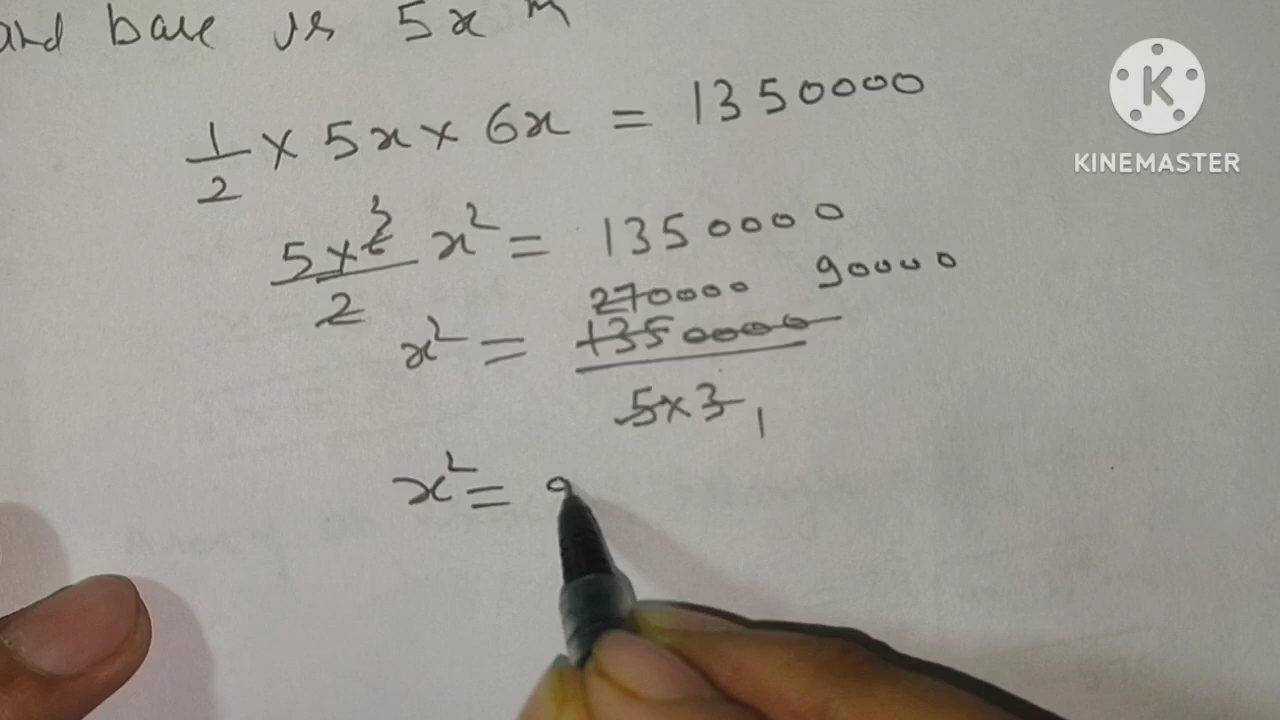 and base is 5x m
1/2 × 5x × 6x = 1350000
5×6/2 x² = 1350000
3
270000 90000
x² = 1350000/5×3
1
x² = 9
K
KINEMASTER